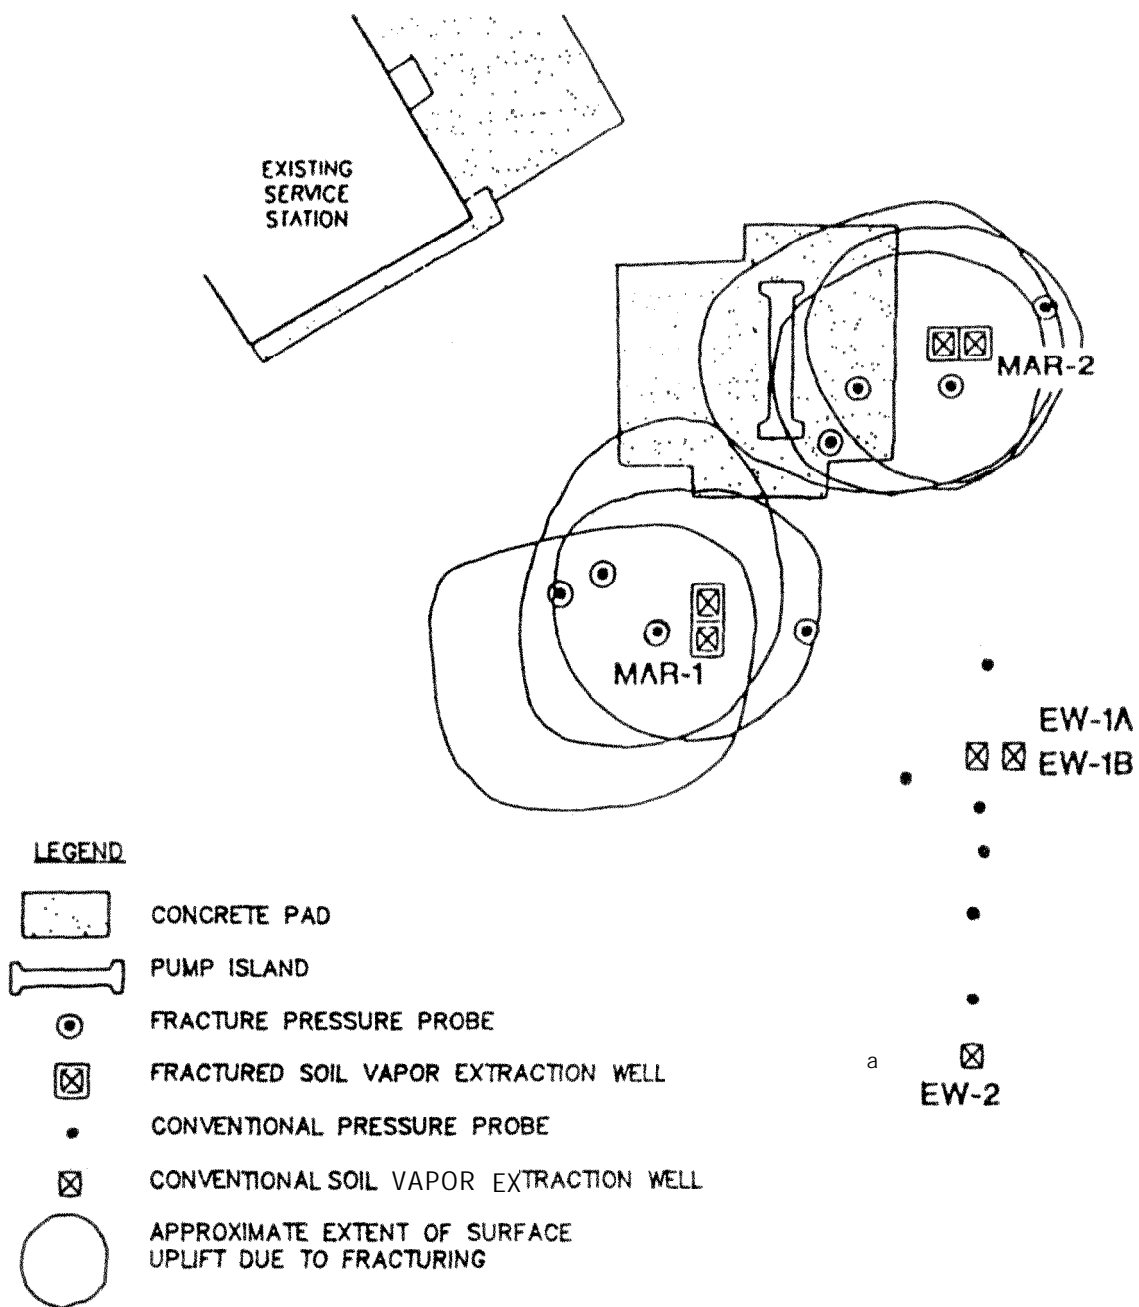 EXISTING
SERVICE
STATION
MAR-2
MAR-1
EW-1A
EW-1B
LEGEND
CONCRETE PAD
PUMP ISLAND
FRACTURE PRESSURE PROBE
FRACTURED SOIL VAPOR EXTRACTION WELL
a
EW-2
CONVENTIONAL PRESSURE PROBE
CONVENTIONAL SOIL VAPOR EXTRACTION WELL
APPROXIMATE EXTENT OF SURFACE
UPLIFT DUE TO FRACTURING